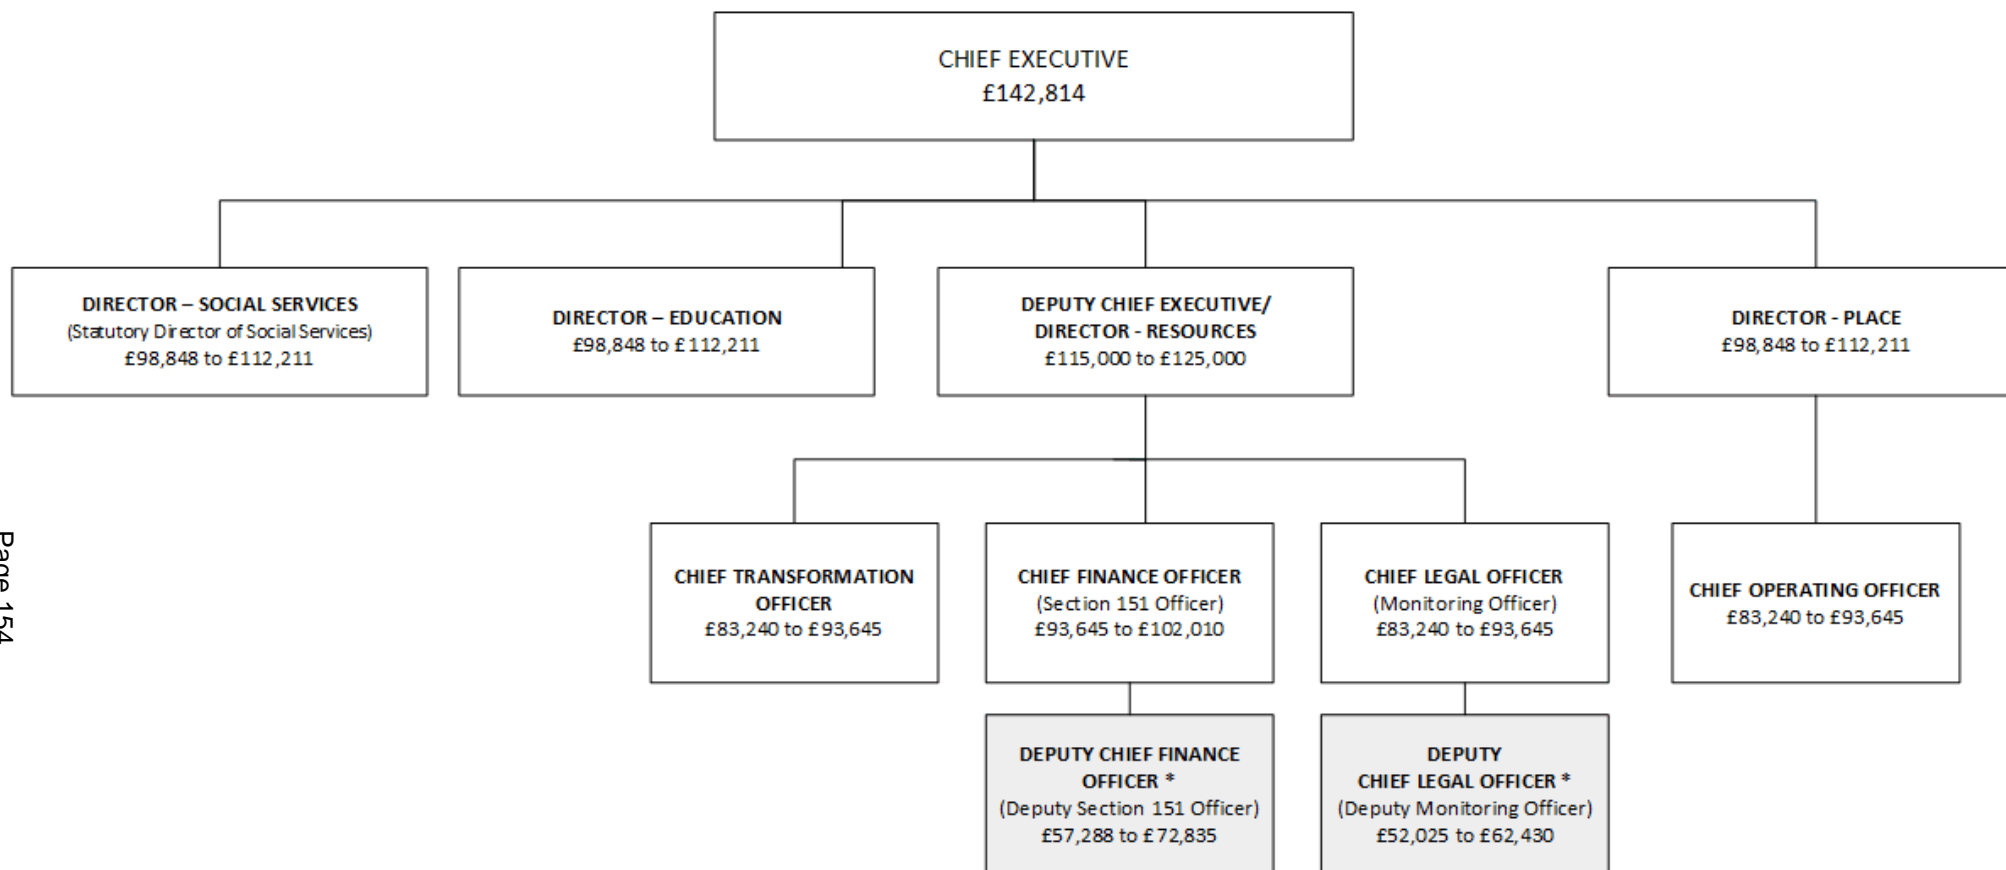 CHIEF EXECUTIVE
£142,814
DIRECTOR – SOCIAL SERVICES
(Statutory Director of Social Services)
£98,848 to £112,211
DIRECTOR – EDUCATION
£98,848 to £112,211
DEPUTY CHIEF EXECUTIVE/
DIRECTOR - RESOURCES
£115,000 to £125,000
DIRECTOR - PLACE
£98,848 to £112,211
CHIEF TRANSFORMATION
OFFICER
£83,240 to £93,645
CHIEF FINANCE OFFICER
(Section 151 Officer)
£93,645 to £102,010
CHIEF LEGAL OFFICER
(Monitoring Officer)
£83,240 to £93,645
CHIEF OPERATING OFFICER
£83,240 to £93,645
DEPUTY CHIEF FINANCE
OFFICER *
(Deputy Section 151 Officer)
£57,288 to £72,835
DEPUTY
CHIEF LEGAL OFFICER *
(Deputy Monitoring Officer)
£52,025 to £62,430
Page 154